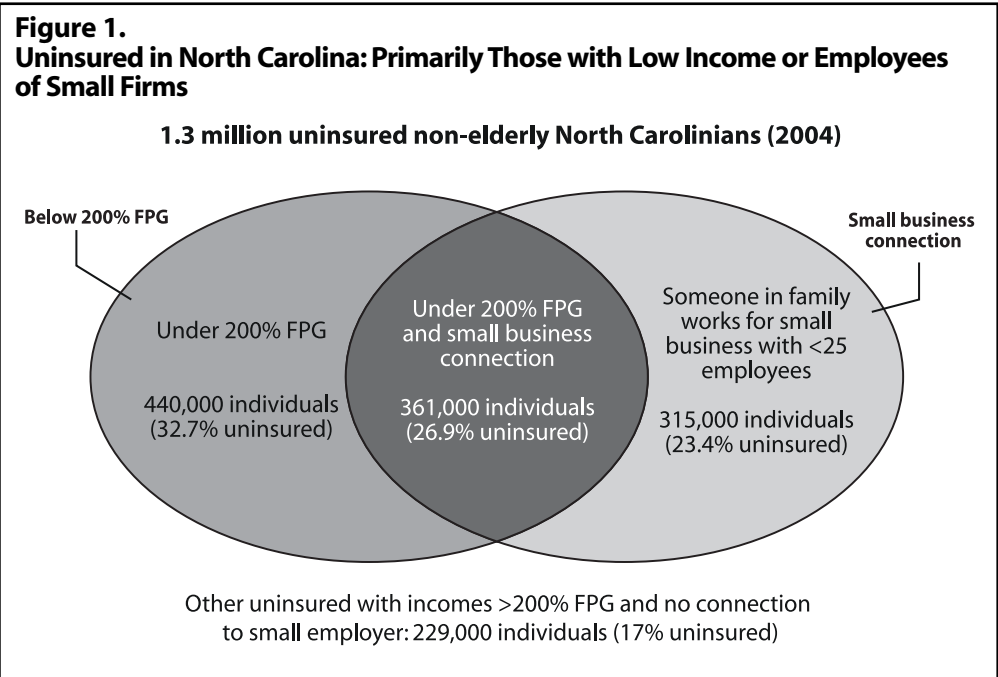 Figure 1.
Uninsured in North Carolina: Primarily Those with Low Income or Employees
of Small Firms
1.3 million uninsured non-elderly North Carolinians (2004)
Below 200% FPG
Small business
connection
Under 200% FPG
440,000 individuals
(32.7% uninsured)
Under 200% FPG
and small business
connection
361,000 individuals
(26.9% uninsured)
Someone in family
works for small
business with <25
employees
315,000 individuals
(23.4% uninsured)
Other uninsured with incomes >200% FPG and no connection
to small employer: 229,000 individuals (17% uninsured)